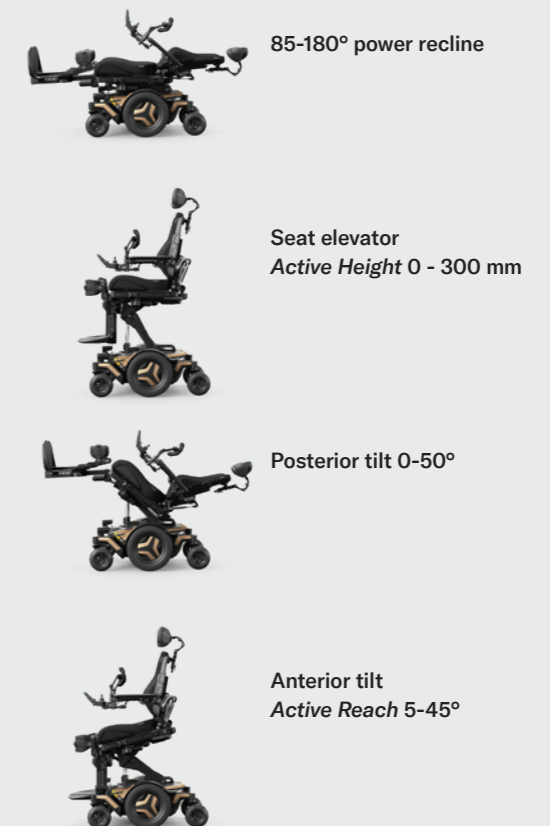 85-180° power recline
Seat elevator
Active Height 0 - 300 mm
Posterior tilt 0-50°
Anterior tilt
Active Reach 5-45°